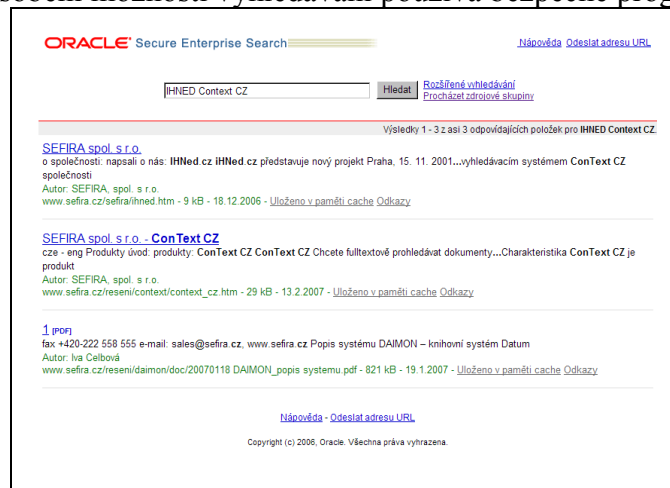 možnosti vyhledávání používá bezpečné
ORACLE Secure Enterprise Search
Nápověda Odeslat adresu URL
IHNED Context CZ
Hledat
Rozšířené vyhledávání
Procházet zdrojové skupiny
Výsledky 1 - 3 z asi 3 odpovídajících položek pro IHNED Context CZ.
SEFIRA spol. s r.o.
o společnosti: napsali o nás: IHNed.cz iHNed.cz představuje nový projekt Praha, 15. 11. 2001...vyhledávacím systémem ConText CZ
společnosti
Autor: SEFIRA, spol. s r.o.
www.sefira.cz/sefira/ihned.htm - 9 kB - 18.12.2006 - Uloženo v paměti cache Odkazy
SEFIRA spol. s r.o. - ConText CZ
cze - eng Produkty úvod: produkty: ConText CZ ConText CZ Chcete fulltextově prohledávat dokumenty...Charakteristika ConText CZ je
produkt
Autor: SEFIRA, spol. s r.o.
www.sefira.cz/reseni/context/context_cz.htm - 29 kB - 13.2.2007 - Uloženo v paměti cache Odkazy
1 [PDF]
fax +420-222 558 555 e-mail: sales@sefira.cz, www.sefira.cz Popis systému DAIMON – knihovní systém Datum
Autor: Iva Celbová
www.sefira.cz/reseni/daimon/doc/20070118 DAIMON_popis systemu.pdf - 821 kB - 19.1.2007 - Uloženo v paměti cache Odkazy
Nápověda - Odeslat adresu URL
Copyright (c) 2006, Oracle. Všechna práva vyhrazena.